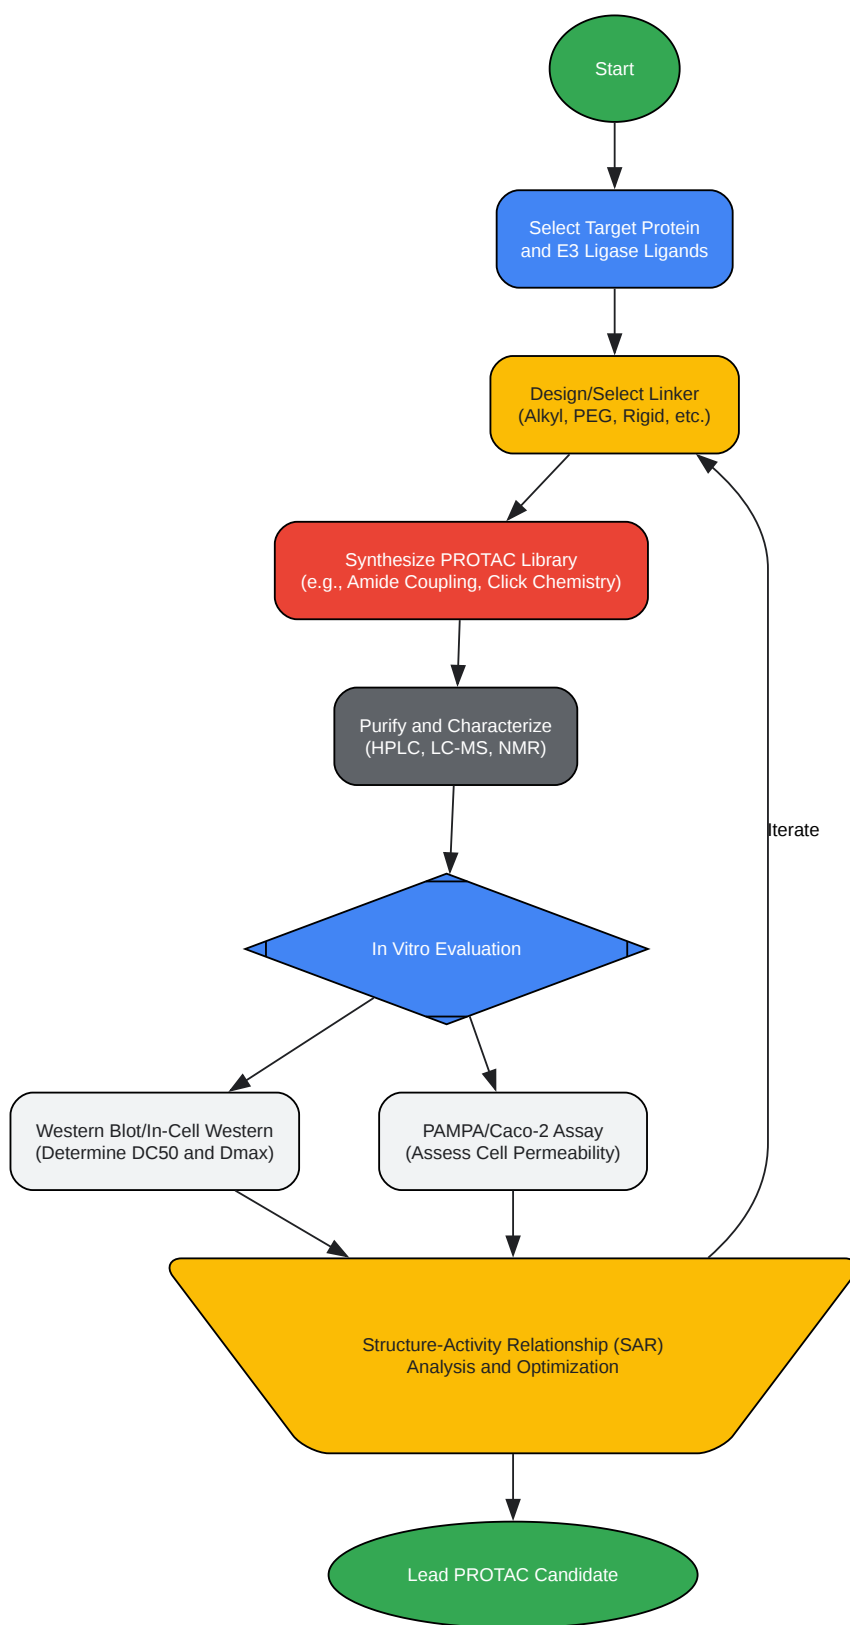 Start
Select Target Protein
and E3 Ligase Ligands
Design/Select Linker
(Alkyl, PEG, Rigid, etc.)
Synthesize PROTAC Library
(e.g., Amide Coupling, Click Chemistry)
Purify and Characterize
(HPLC, LC-MS, NMR)
Iterate
In Vitro Evaluation
Western Blot/In-Cell Western
(Determine DC50 and Dmax)
PAMPA/Caco-2 Assay
(Assess Cell Permeability)
Structure-Activity Relationship (SAR)
Analysis and Optimization
Lead PROTAC Candidate